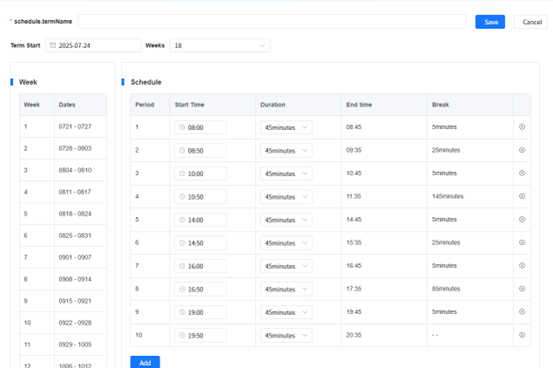 * schedule.termName Save Cancel
Term Start 2025-07-24 Weeks 18
Week
Week Dates
1 0721 - 0727
2 0728 - 0803
3 0804 - 0810
4 0811 - 0817
5 0818 - 0824
6 0825 - 0831
7 0901 - 0907
8 0908 - 0914
9 0915 - 0921
10 0922 - 0928
11 0929 - 1005
12 1006 - 1012
Schedule
Period Start Time Duration End time Break
1 08:00 45minutes 08:45 5minutes
2 08:50 45minutes 09:35 25minutes
3 10:00 45minutes 10:45 5minutes
4 10:50 45minutes 11:35 145minutes
5 14:00 45minutes 14:45 5minutes
6 14:50 45minutes 15:35 25minutes
7 16:00 45minutes 16:45 5minutes
8 16:50 45minutes 17:35 85minutes
9 19:00 45minutes 19:45 5minutes
10 19:50 45minutes 20:35 --
Add